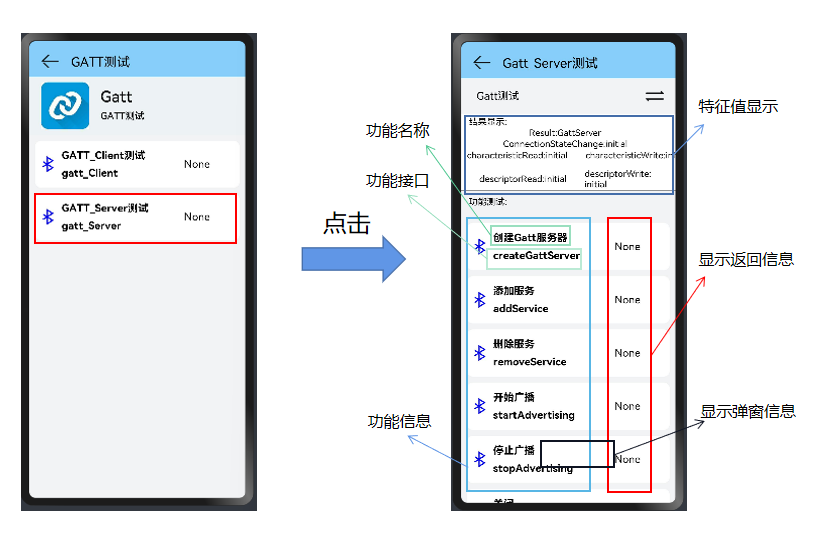 GATT测试
Gatt
GATT测试
GATT_Client测试
gatt_Client
None
GATT_Server测试
gatt_Server
None
点击
功能名称
功能接口
功能信息
Gatt Server测试
Gatt测试
结果显示:
Result:GattServer
ConnectionStateChange.initial
characteristicRead:initial
characteristicWrite:in
descriptorRead:initial
descriptorWrite:
initial
功能测试:
创建Gatt服务器
createGattServer
None
添加服务
addService
None
删除服务
removeService
None
开始广播
startAdvertising
None
停止广播
stopAdvertising
None
特征值显示
显示返回信息
显示弹窗信息